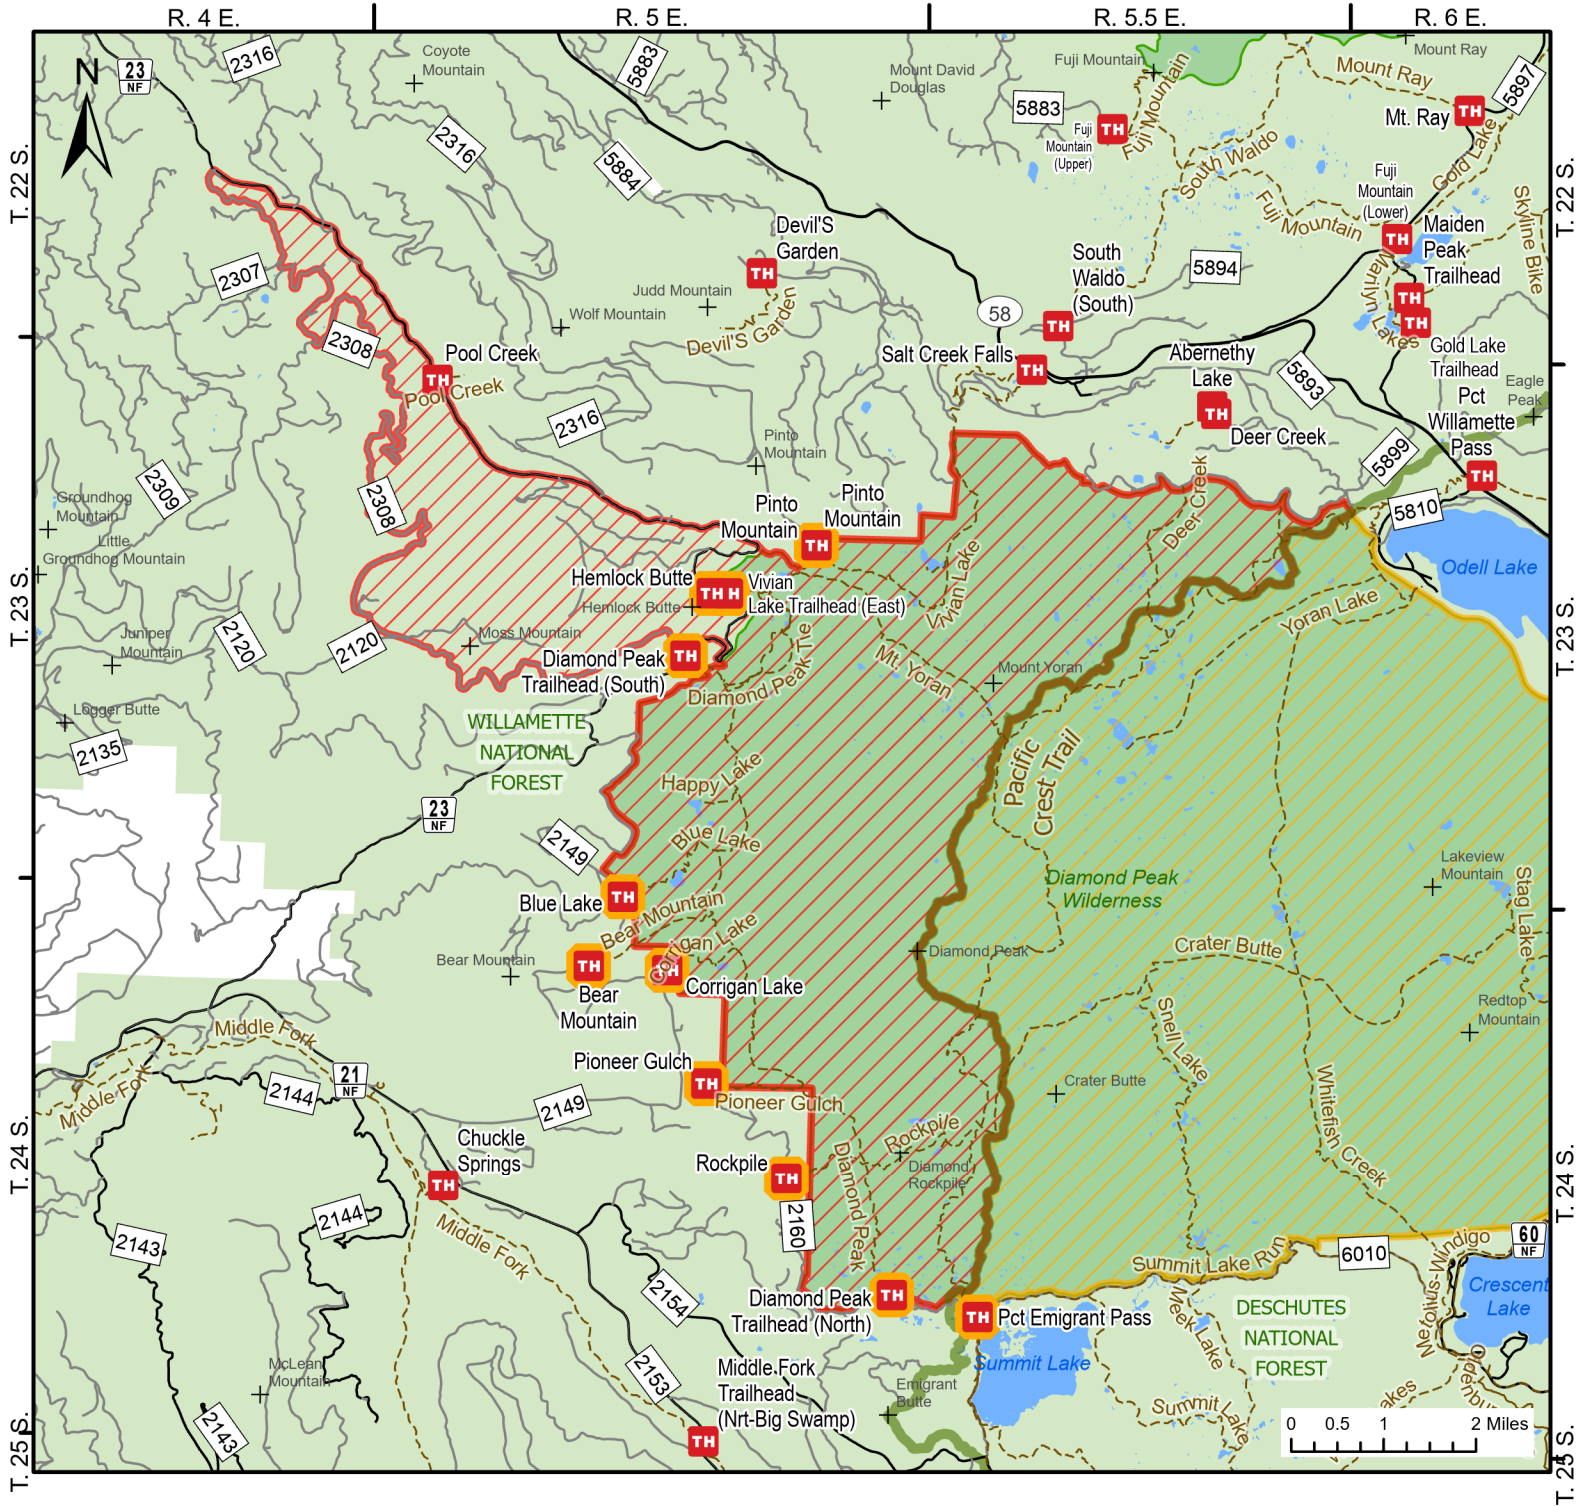 R. 4 E.
R. 5 E.
R. 5.5 E.
R. 6 E.
T. 22 S.
T. 23 S.
T. 24 S.
T. 25 S.
T. 22 S.
T. 23 S.
T. 24 S.
T. 25 S.
N
23
NF
2316
Coyote
Mountain
5883
Mount David
Douglas
Fuji Mountain
5883
Fuji
Mountain
(Upper)
TH
Fuji Mountain
Mount Ray
Mount Ray
5897
Mt. Ray
TH
Gold Lake
2316
5884
South Waldo
Fuji Mountain
Fuji
Mountain
(Lower)
TH
Maiden
Peak
Trailhead
TH
TH
Marilyn Lakes
Skyline Bike
Gold Lake
Trailhead
2307
2308
Devil'S
Garden
TH
Devil'S Garden
Judd Mountain
Wolf Mountain
South
Waldo
(South)
TH
5894
58
Salt Creek Falls
TH
Abernethy
Lake
TH
Deer Creek
5893
Eagle
Peak
Pct
Willamette
Pass
TH
5899
5810
Pool Creek
TH
Pool Creek
2316
Pinto
Mountain
2309
2308
Groundhog
Mountain
Little
Groundhog Mountain
Pinto
Mountain
Pinto
Mountain
TH
Deer Creek
Vivian Lake
Odell Lake
Hemlock Butte
TH H
Vivian
Lake Trailhead (East)
Hemlock Butte
Yoran Lake
2120
2120
Juniper
Mountain
Moss Mountain
Diamond Peak
Trailhead (South)
TH
Diamond Peak Tie
Mt. Yoran
Mount Yoran
Logger Butte
2135
WILLAMETTE
NATIONAL
FOREST
Pacific
Crest Trail
Happy Lake
23
NF
2149
Blue Lake
Blue Lake
TH
Diamond Peak
Wilderness
Lakeview
Mountain
Stag Lake
Bear Mountain
Corrigan Lake
Bear Mountain
TH
Bear
Mountain
TH
Corrigan Lake
Diamond Peak
Crater Butte
Redtop
Mountain
Snell Lake
Middle Fork
Middle Fork
21
NF
2144
2149
Pioneer Gulch
TH
Pioneer Gulch
Crater Butte
Whitefish Creek
Chuckle
Springs
TH
Rockpile
TH
Diamond Peak
Rockpile
Diamond
Rockpile
2144
2143
Middle Fork
2160
Summit Lake Run
6010
60
NF
Metolius-Windigo
Crescent
Lake
2154
Diamond Peak
Trailhead (North)
TH
TH
Pct Emigrant Pass
DESCHUTES
NATIONAL
FOREST
Meek Lake
Summit Lake
McLean
Mountain
2153
Middle Fork
Trailhead
(Nrt-Big Swamp)
TH
Emigrant
Butte
Summit Lake
2143
0 0.5 1 2 Miles